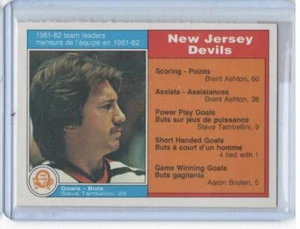 1981-82 team leaders
meneurs de l'équipe en 1981-82
Goals - Buts
Steve Tambellini, 29
New Jersey
Devils
Scoring - Points
Brent Ashton, 60
Assists - Assistances
Brent Ashton, 36
Power Play Goals
Buts sur jeux de puissance
Steve Tambellini, 9
Short Handed Goals
Buts à court d'un homme
4 tied with 1
Game Winning Goals
Buts gagnants
Aaron Broten, 5